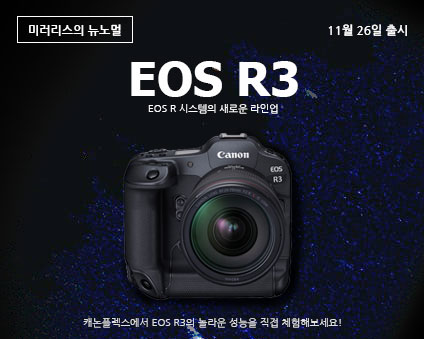 미러리스의 뉴노멀
11월 26일 출시
EOS R3
EOS R 시스템의 새로운 라인업
Canon
EOS
R3
캐논플렉스에서 EOS R3의 놀라운 성능을 직접 체험해보세요!